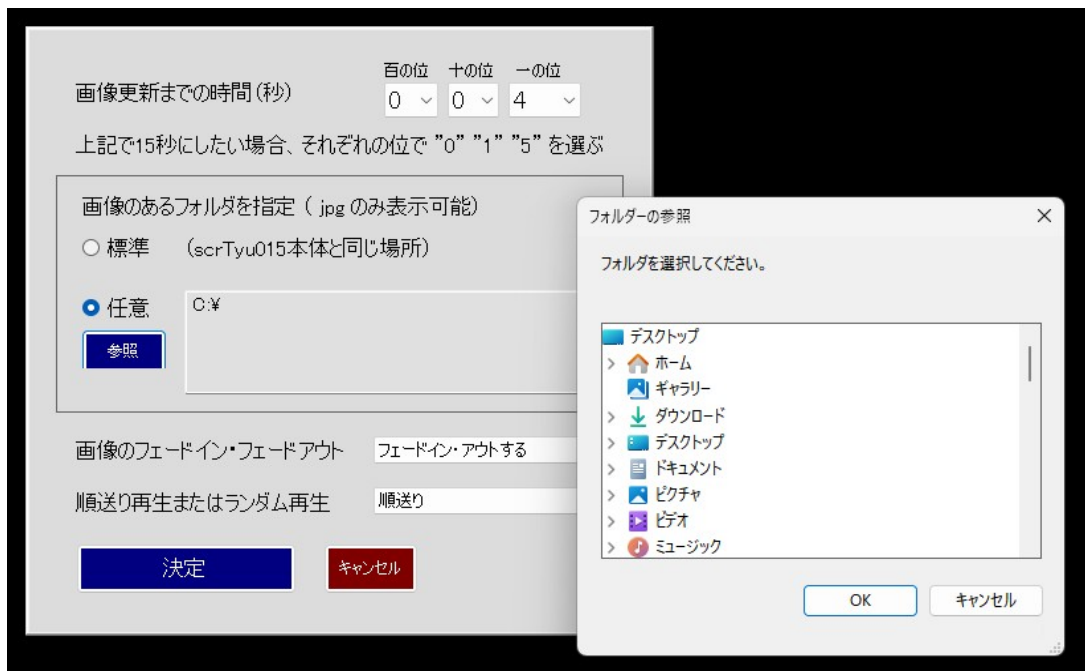 百の位 十の位 一の位
画像更新までの時間(秒) 0 0 4
上記で15秒にしたい場合、それぞれの位で ”0” ”1” ”5” を選ぶ
画像のあるフォルダを指定 ( jpg のみ表示可能)
標準 (scrTyu015本体と同じ場所)
任意 C:¥
参照
画像のフェードイン・フェードアウト フェードイン・アウトする
順送り再生またはランダム再生 順送り
決定 キャンセル
フォルダーの参照
フォルダを選択してください。
デスクトップ
ホーム
ギャラリー
ダウンロード
デスクトップ
ドキュメント
ピクチャ
ビデオ
ミュージック
OK キャンセル